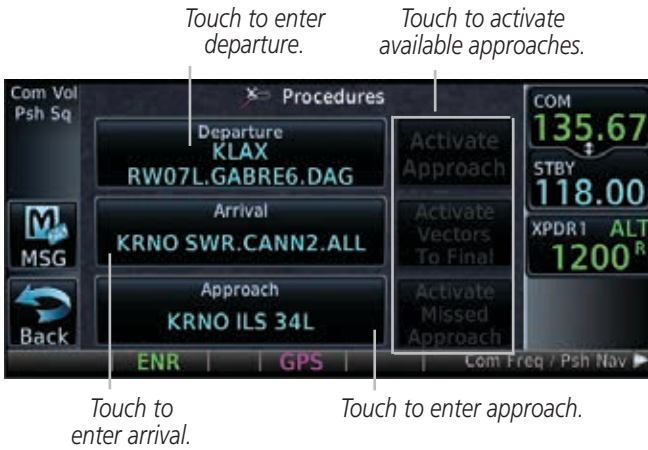 Touch to enter
departure.
Touch to activate
available approaches.
Com Vol
Psh Sq
Procedures
COM
135.67
STBY
118.00
XPDR1 ALT
1200 R
Departure
KLAX
RW07L.GABRE6.DAG
Activate
Approach
Arrival
KRNO SWR.CANN2.ALL
Activate
Vectors
To Final
Approach
KRNO ILS 34L
Activate
Missed
Approach
MSG
Back
ENR
GPS
Com Freq / Psh Nav
Touch to
enter arrival.
Touch to enter approach.